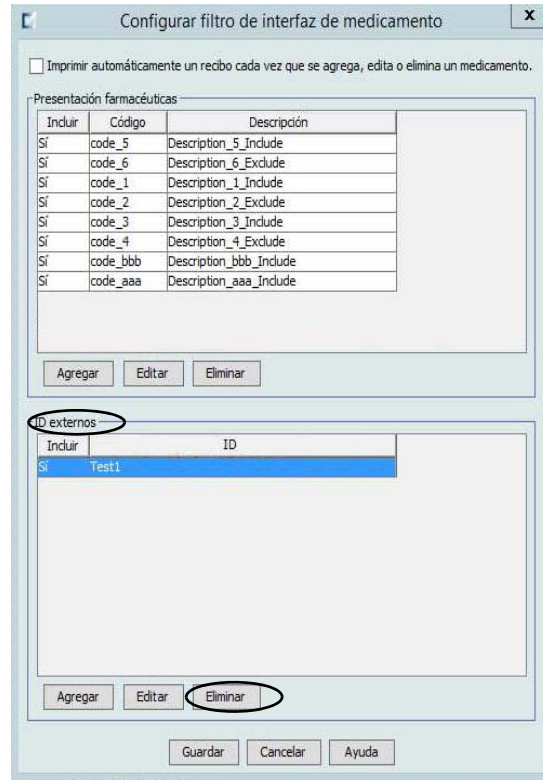 Configurar filtro de interfaz de medicamento
x
Imprimir automáticamente un recibo cada vez que se agrega, edita o elimina un medicamento.
Presentación farmacéuticas
Incluir Código Descripción
Sí code_5 Description_5_Include
Sí code_6 Description_6_Exclude
Sí code_1 Description_1_Include
Sí code_2 Description_2_Exclude
Sí code_3 Description_3_Include
Sí code_4 Description_4_Exclude
Sí code_bbb Description_bbb_Include
Sí code_aaa Description_aaa_Include
Agregar Editar Eliminar
ID externos
Incluir ID
Sí Test1
Agregar Editar Eliminar
Guardar Cancelar Ayuda